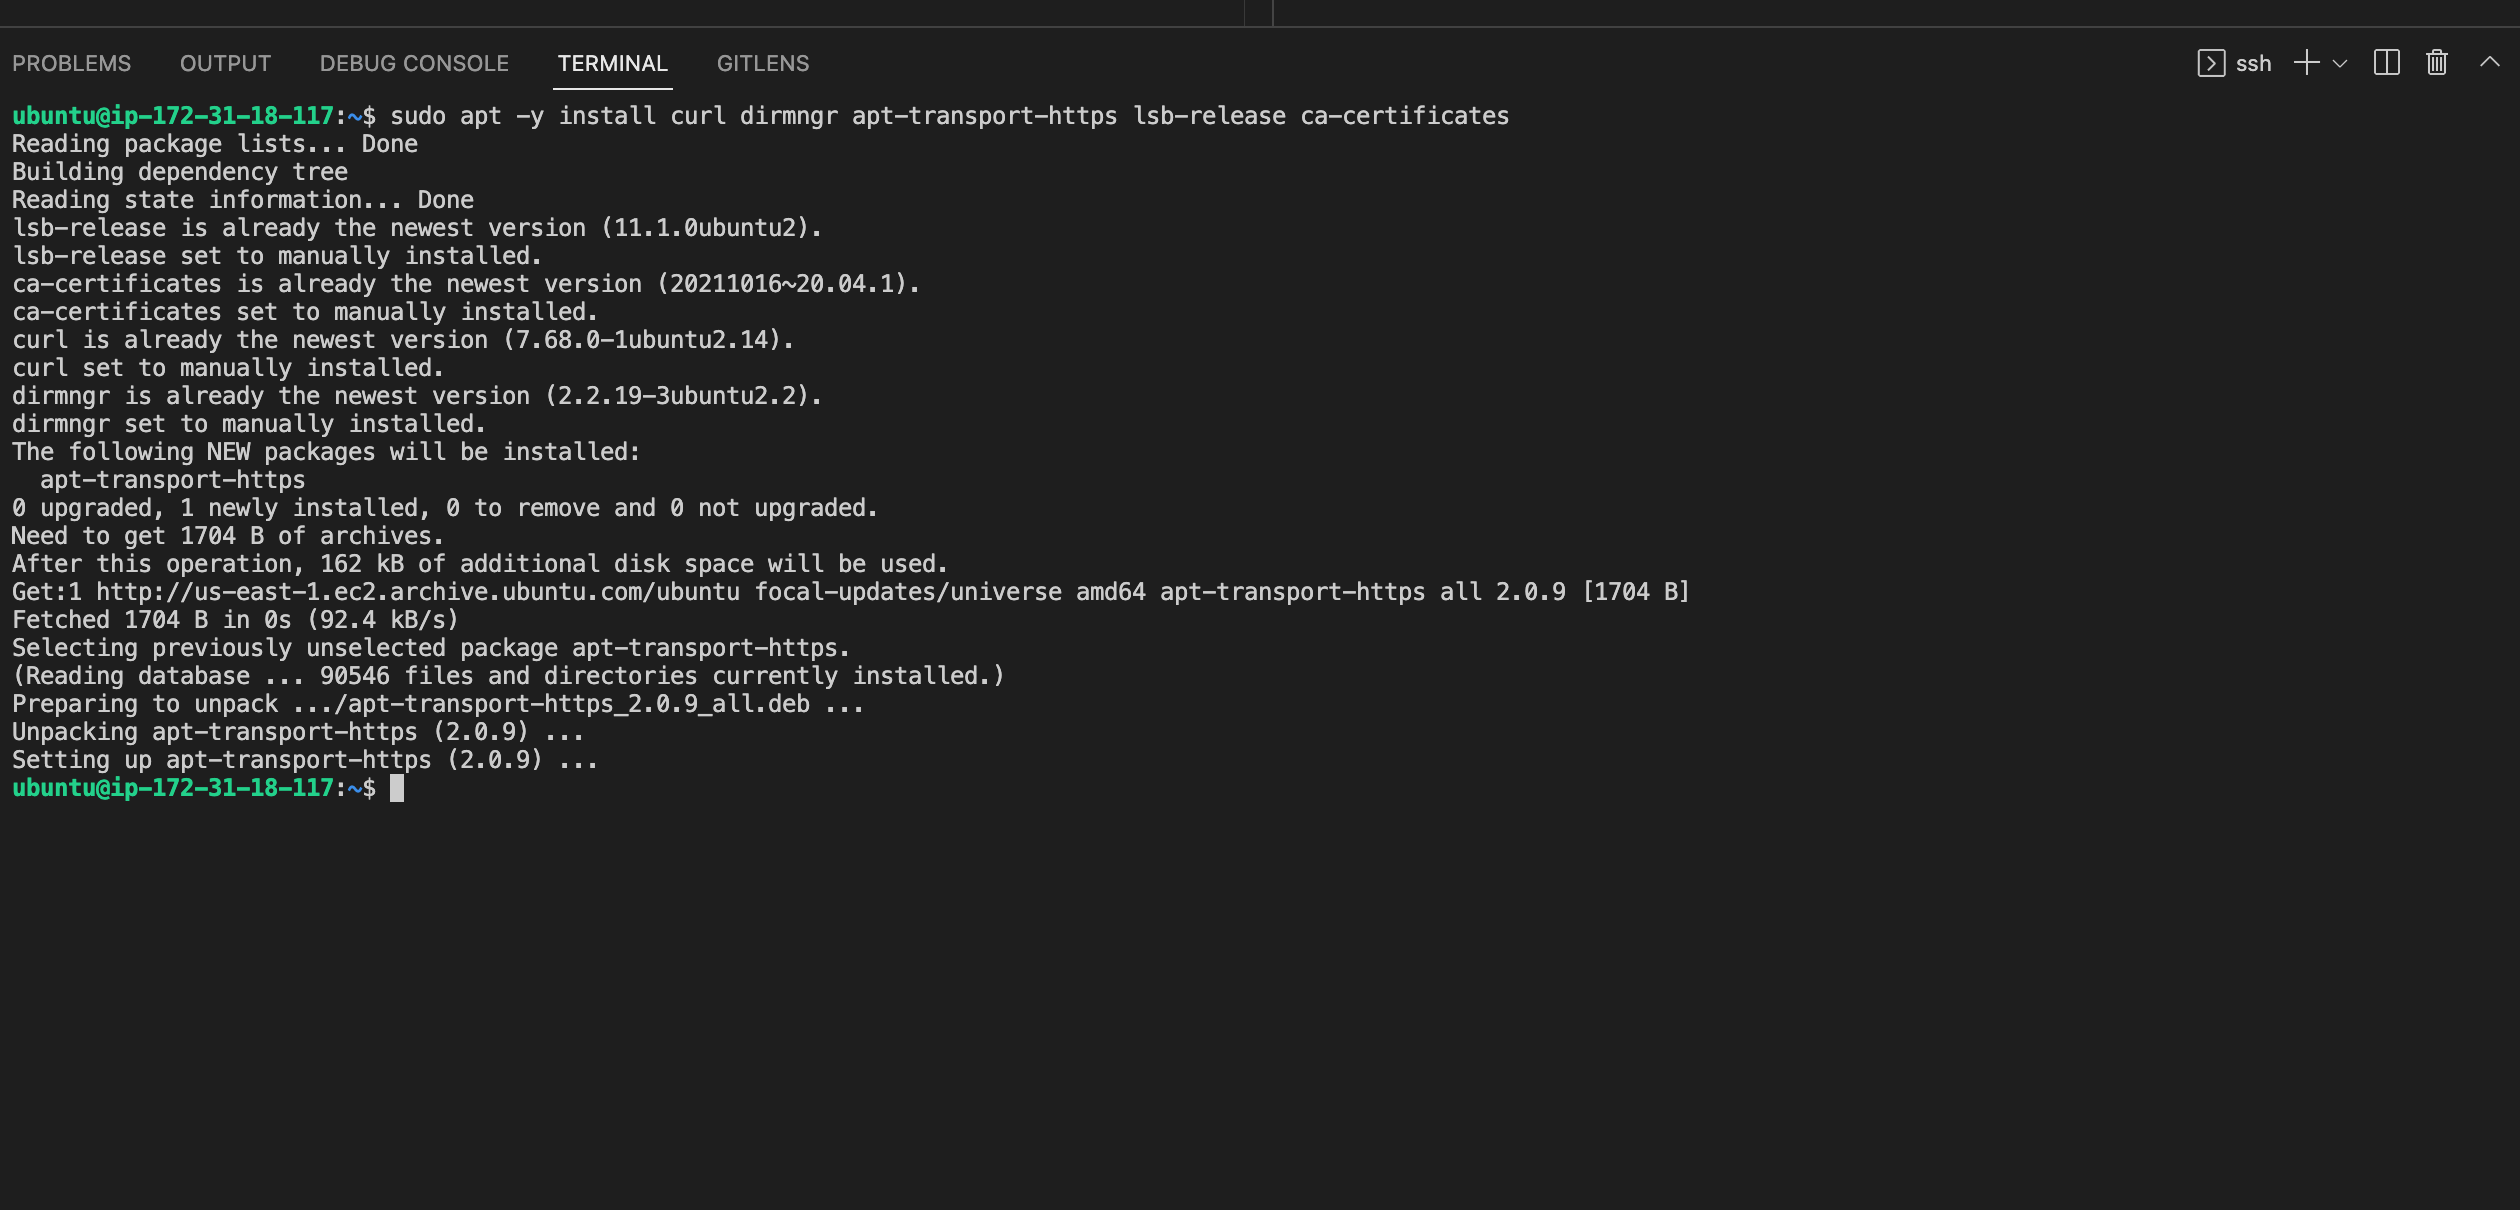 PROBLEMS OUTPUT DEBUG CONSOLE TERMINAL GITLENS ssh
ubuntu@ip-172-31-18-117:~$ sudo apt -y install curl dirmngr apt-transport-https lsb-release ca-certificates
Reading package lists... Done
Building dependency tree
Reading state information... Done
lsb-release is already the newest version (11.1.0ubuntu2).
lsb-release set to manually installed.
ca-certificates is already the newest version (20211016~20.04.1).
ca-certificates set to manually installed.
curl is already the newest version (7.68.0-1ubuntu2.14).
curl set to manually installed.
dirmngr is already the newest version (2.2.19-3ubuntu2.2).
dirmngr set to manually installed.
The following NEW packages will be installed:
  apt-transport-https
0 upgraded, 1 newly installed, 0 to remove and 0 not upgraded.
Need to get 1704 B of archives.
After this operation, 162 kB of additional disk space will be used.
Get:1 http://us-east-1.ec2.archive.ubuntu.com/ubuntu focal-updates/universe amd64 apt-transport-https all 2.0.9 [1704 B]
Fetched 1704 B in 0s (92.4 kB/s)
Selecting previously unselected package apt-transport-https.
(Reading database ... 90546 files and directories currently installed.)
Preparing to unpack .../apt-transport-https_2.0.9_all.deb ...
Unpacking apt-transport-https (2.0.9) ...
Setting up apt-transport-https (2.0.9) ...
ubuntu@ip-172-31-18-117:~$